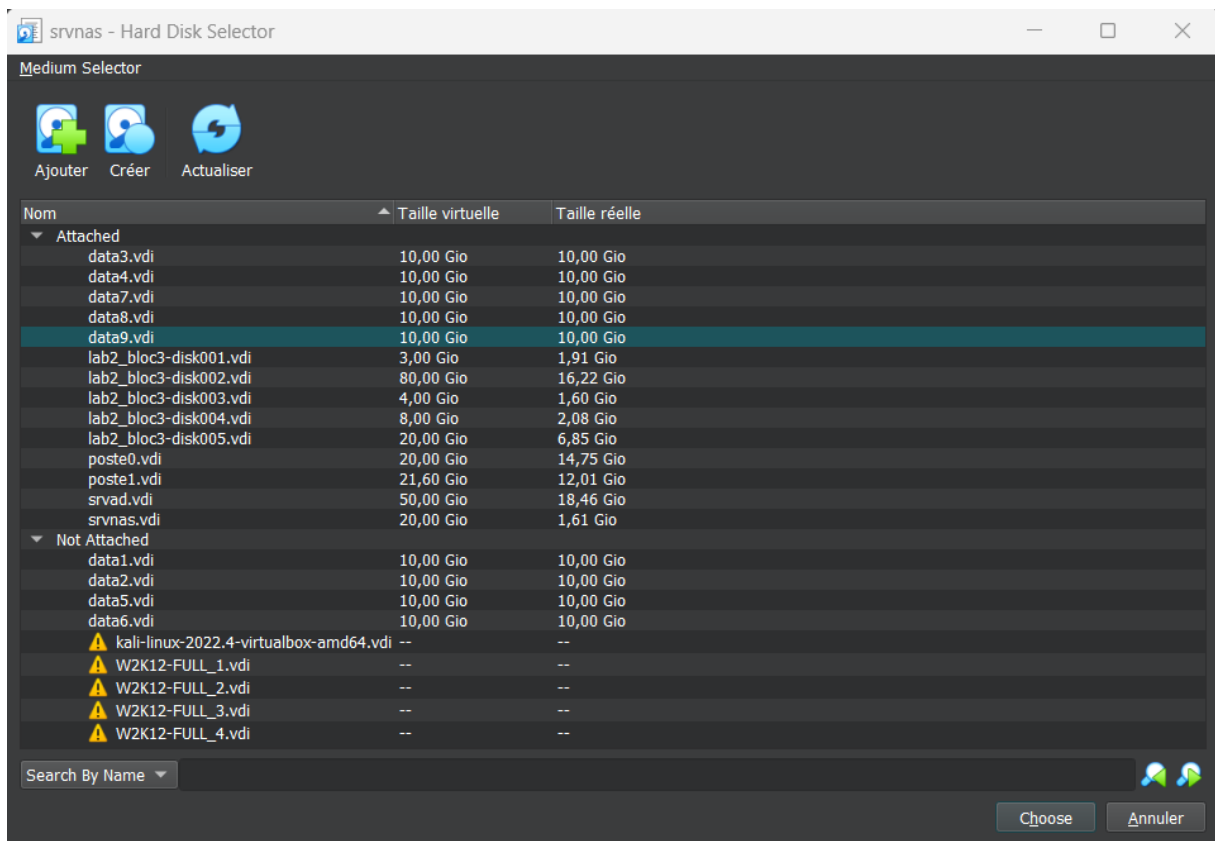 srvnas - Hard Disk Selector
Medium Selector
Ajouter Créer Actualiser
Nom Taille virtuelle Taille réelle
Attached
data3.vdi 10,00 Gio 10,00 Gio
data4.vdi 10,00 Gio 10,00 Gio
data7.vdi 10,00 Gio 10,00 Gio
data8.vdi 10,00 Gio 10,00 Gio
data9.vdi 10,00 Gio 10,00 Gio
lab2_bloc3-disk001.vdi 3,00 Gio 1,91 Gio
lab2_bloc3-disk002.vdi 80,00 Gio 16,22 Gio
lab2_bloc3-disk003.vdi 4,00 Gio 1,60 Gio
lab2_bloc3-disk004.vdi 8,00 Gio 2,08 Gio
lab2_bloc3-disk005.vdi 20,00 Gio 6,85 Gio
poste0.vdi 20,00 Gio 14,75 Gio
poste1.vdi 21,60 Gio 12,01 Gio
srvad.vdi 50,00 Gio 18,46 Gio
srvnas.vdi 20,00 Gio 1,61 Gio
Not Attached
data1.vdi 10,00 Gio 10,00 Gio
data2.vdi 10,00 Gio 10,00 Gio
data5.vdi 10,00 Gio 10,00 Gio
data6.vdi 10,00 Gio 10,00 Gio
kali-linux-2022.4-virtualbox-amd64.vdi -- --
W2K12-FULL_1.vdi -- --
W2K12-FULL_2.vdi -- --
W2K12-FULL_3.vdi -- --
W2K12-FULL_4.vdi -- --
Search By Name
Choose Annuler